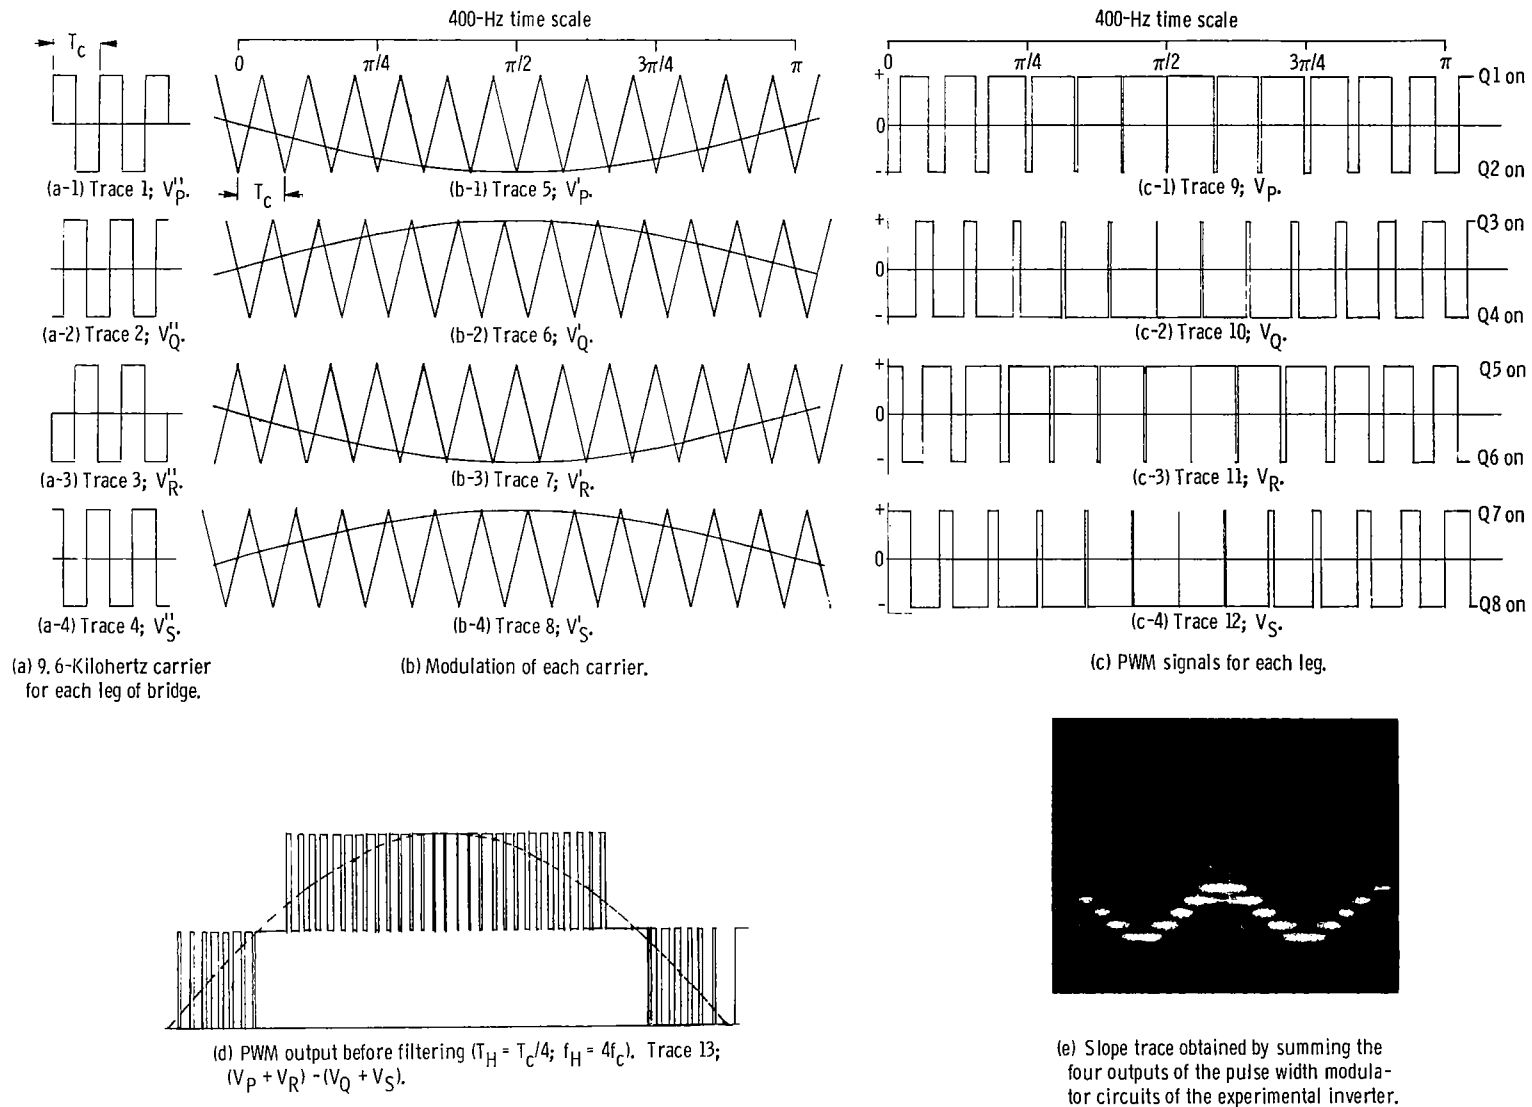 400-Hz time scale
0 π/4 π/2 3π/4 π
400-Hz time scale
0 π/4 π/2 3π/4 π
T_c
(a-1) Trace 1; V''_P.
T_c
(b-1) Trace 5; V'_P.
+
0
-
Q1 on
Q2 on
(c-1) Trace 9; V_P.
(a-2) Trace 2; V''_Q.
(b-2) Trace 6; V'_Q.
+
0
-
Q3 on
Q4 on
(c-2) Trace 10; V_Q.
(a-3) Trace 3; V''_R.
(b-3) Trace 7; V'_R.
+
0
-
Q5 on
Q6 on
(c-3) Trace 11; V_R.
(a-4) Trace 4; V''_S.
(b-4) Trace 8; V'_S.
+
0
-
Q7 on
Q8 on
(c-4) Trace 12; V_S.
(a) 9.6-Kilohertz carrier
for each leg of bridge.
(b) Modulation of each carrier.
(c) PWM signals for each leg.
(d) PWM output before filtering (T_H = T_C/4; f_H = 4f_C). Trace 13;
(V_P + V_R) - (V_Q + V_S).
(e) Slope trace obtained by summing the
four outputs of the pulse width modula-
tor circuits of the experimental inverter.